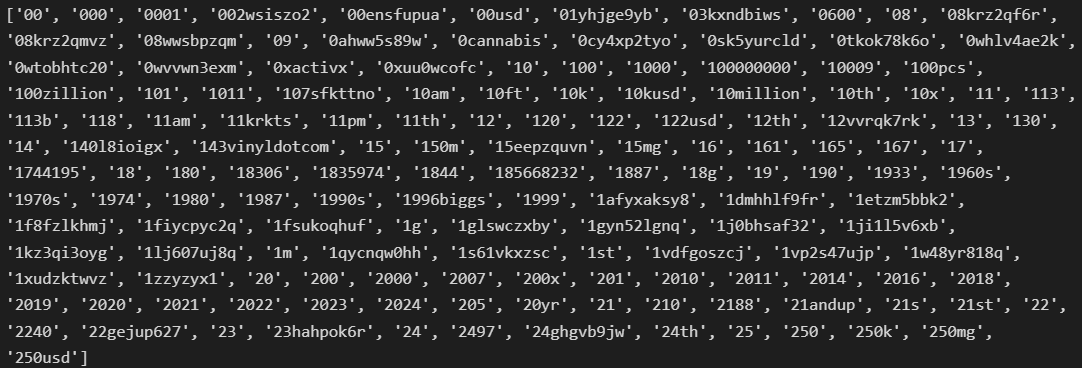 ['00', '000', '0001', '002wsiszo2', '00ensfupua', '00usd', '01yhjge9yb', '03kxndbiws', '0600', '08', '08krz2qf6r',
'08krz2qmvz', '08wwsbpzqm', '09', '0ahww5s89w', '0cannabis', '0cy4xp2tyo', '0sk5yurcld', '0tkok78k6o', '0whlv4ae2k',
'0wtobhtc20', '0wvvwn3exm', '0xactivx', '0xuu0wcofc', '10', '100', '1000', '100000000', '10009', '100pcs',
'100zillion', '101', '1011', '107sfkttno', '10am', '10ft', '10k', '10kusd', '10million', '10th', '10x', '11', '113',
'113b', '118', '11am', '11krkts', '11pm', '11th', '12', '120', '122', '122usd', '12th', '12vvrqk7rk', '13', '130',
'14', '140l8ioigx', '143vinyldotcom', '15', '150m', '15eepzquvn', '15mg', '16', '161', '165', '167', '17',
'1744195', '18', '180', '18306', '1835974', '1844', '185668232', '1887', '18g', '19', '190', '1933', '1960s',
'1970s', '1974', '1980', '1987', '1990s', '1996biggs', '1999', '1afyxaksy8', '1dmhhlf9fr', '1etzm5bbk2',
'1f8fzlkhmj', '1fiycpyc2q', '1fsukoqhuf', '1g', '1glswczxby', '1gyn52lgnq', '1j0bhsaf32', '1ji1l5v6xb',
'1kz3qi3oyg', '1lj607uj8q', '1m', '1qycnqw0hh', '1s61vkxzsc', '1st', '1vdfgoszcj', '1vp2s47ujp', '1w48yr818q',
'1xudzktwvz', '1zzyzyx1', '20', '200', '2000', '2007', '200x', '201', '2010', '2011', '2014', '2016', '2018',
'2019', '2020', '2021', '2022', '2023', '2024', '205', '20yr', '21', '210', '2188', '21andup', '21s', '21st', '22',
'2240', '22gejup627', '23', '23hahpok6r', '24', '2497', '24ghgvb9jw', '24th', '25', '250', '250k', '250mg',
'250usd']